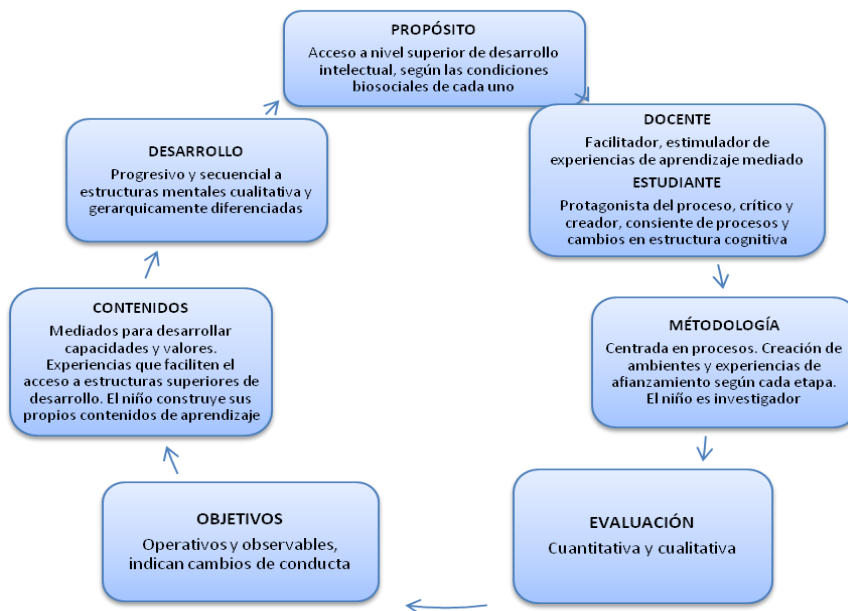 PROPÓSITO
Acceso a nivel superior de desarrollo
intelectual, según las condiciones
biosociales de cada uno
DOCENTE
Facilitador, estimulador de
experiencias de aprendizaje mediado
ESTUDIANTE
Protagonista del proceso, crítico y
creador, consiente de procesos y
cambios en estructura cognitiva
MÉTODOLOGÍA
Centrada en procesos. Creación de
ambientes y experiencias de
afianzamiento según cada etapa.
El niño es investigador
EVALUACIÓN
Cuantitativa y cualitativa
OBJETIVOS
Operativos y observables,
indican cambios de conducta
CONTENIDOS
Mediados para desarrollar
capacidades y valores.
Experiencias que faciliten el
acceso a estructuras superiores de
desarrollo. El niño construye sus
propios contenidos de aprendizaje
DESARROLLO
Progresivo y secuencial a
estructuras mentales cualitativa y
gerarquicamente diferenciadas